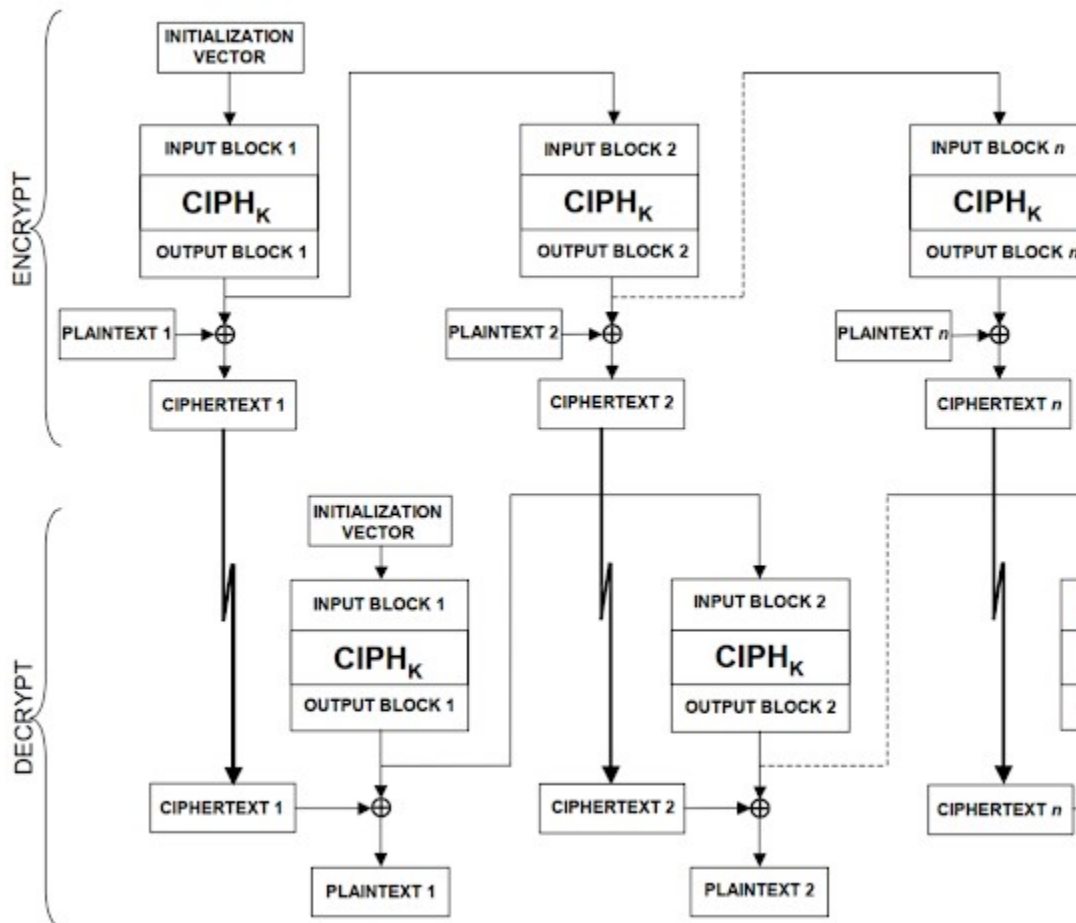 ENCRYPT
INITIALIZATION
VECTOR
INPUT BLOCK 1
INPUT BLOCK 2
INPUT BLOCK n
CIPHK
CIPHK
CIPHK
OUTPUT BLOCK 1
OUTPUT BLOCK 2
OUTPUT BLOCK n
PLAINTEXT 1
PLAINTEXT 2
PLAINTEXT n
CIPHERTEXT 1
CIPHERTEXT 2
CIPHERTEXT n
DECRYPT
INITIALIZATION
VECTOR
INPUT BLOCK 1
INPUT BLOCK 2
CIPHK
CIPHK
OUTPUT BLOCK 1
OUTPUT BLOCK 2
CIPHERTEXT 1
CIPHERTEXT 2
CIPHERTEXT n
PLAINTEXT 1
PLAINTEXT 2